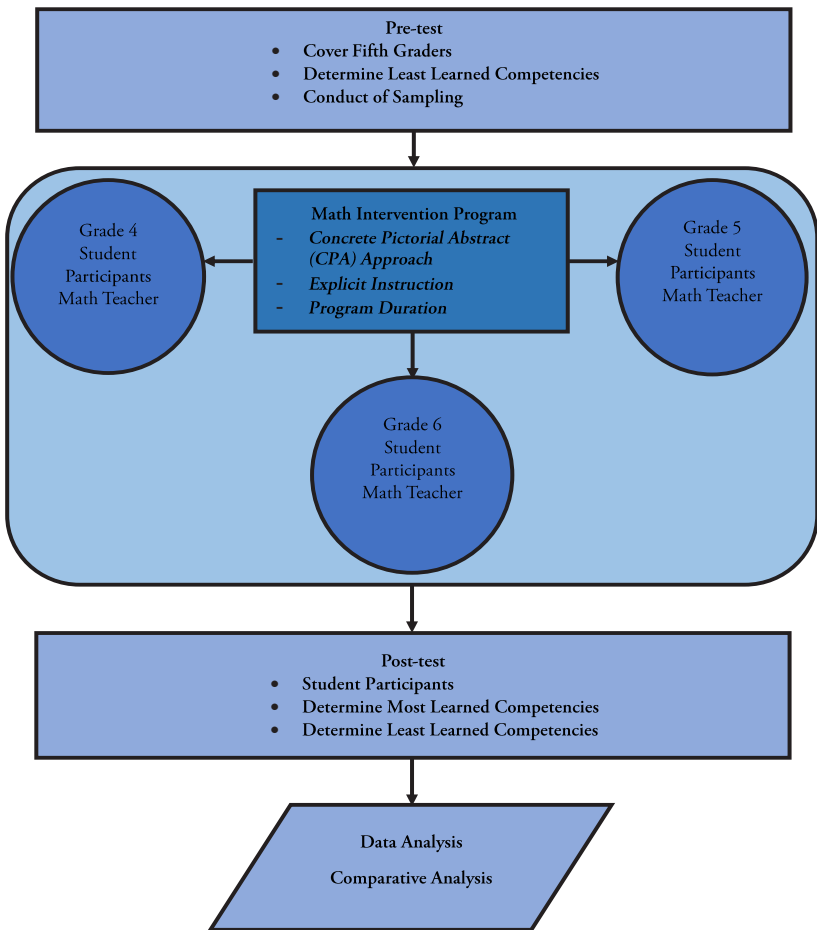 Pre-test
• Cover Fifth Graders
• Determine Least Learned Competencies
• Conduct of Sampling
Grade 4
Student
Participants
Math Teacher
Math Intervention Program
- Concrete Pictorial Abstract
(CPA) Approach
- Explicit Instruction
- Program Duration
Grade 5
Student
Participants
Math Teacher
Grade 6
Student
Participants
Math Teacher
Post-test
• Student Participants
• Determine Most Learned Competencies
• Determine Least Learned Competencies
Data Analysis
Comparative Analysis